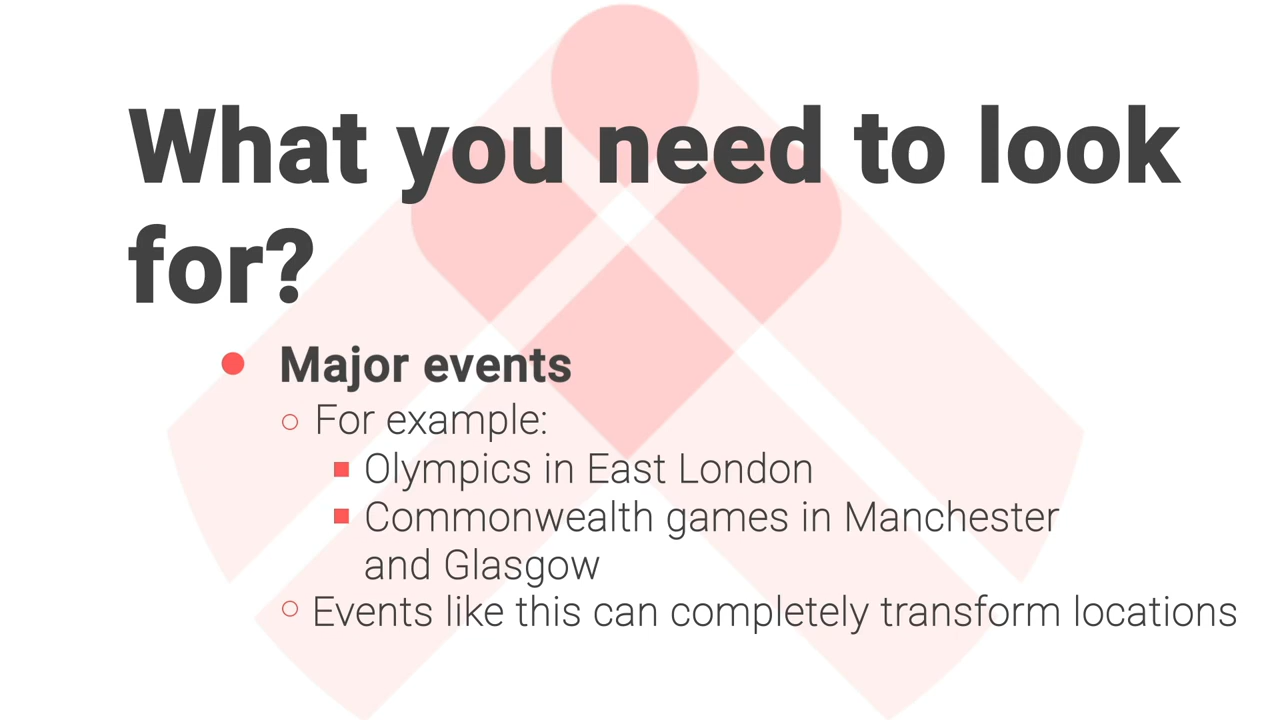 What you need to look
for?
Major events
For example:
Olympics in East London
Commonwealth games in Manchester
and Glasgow
Events like this can completely transform locations